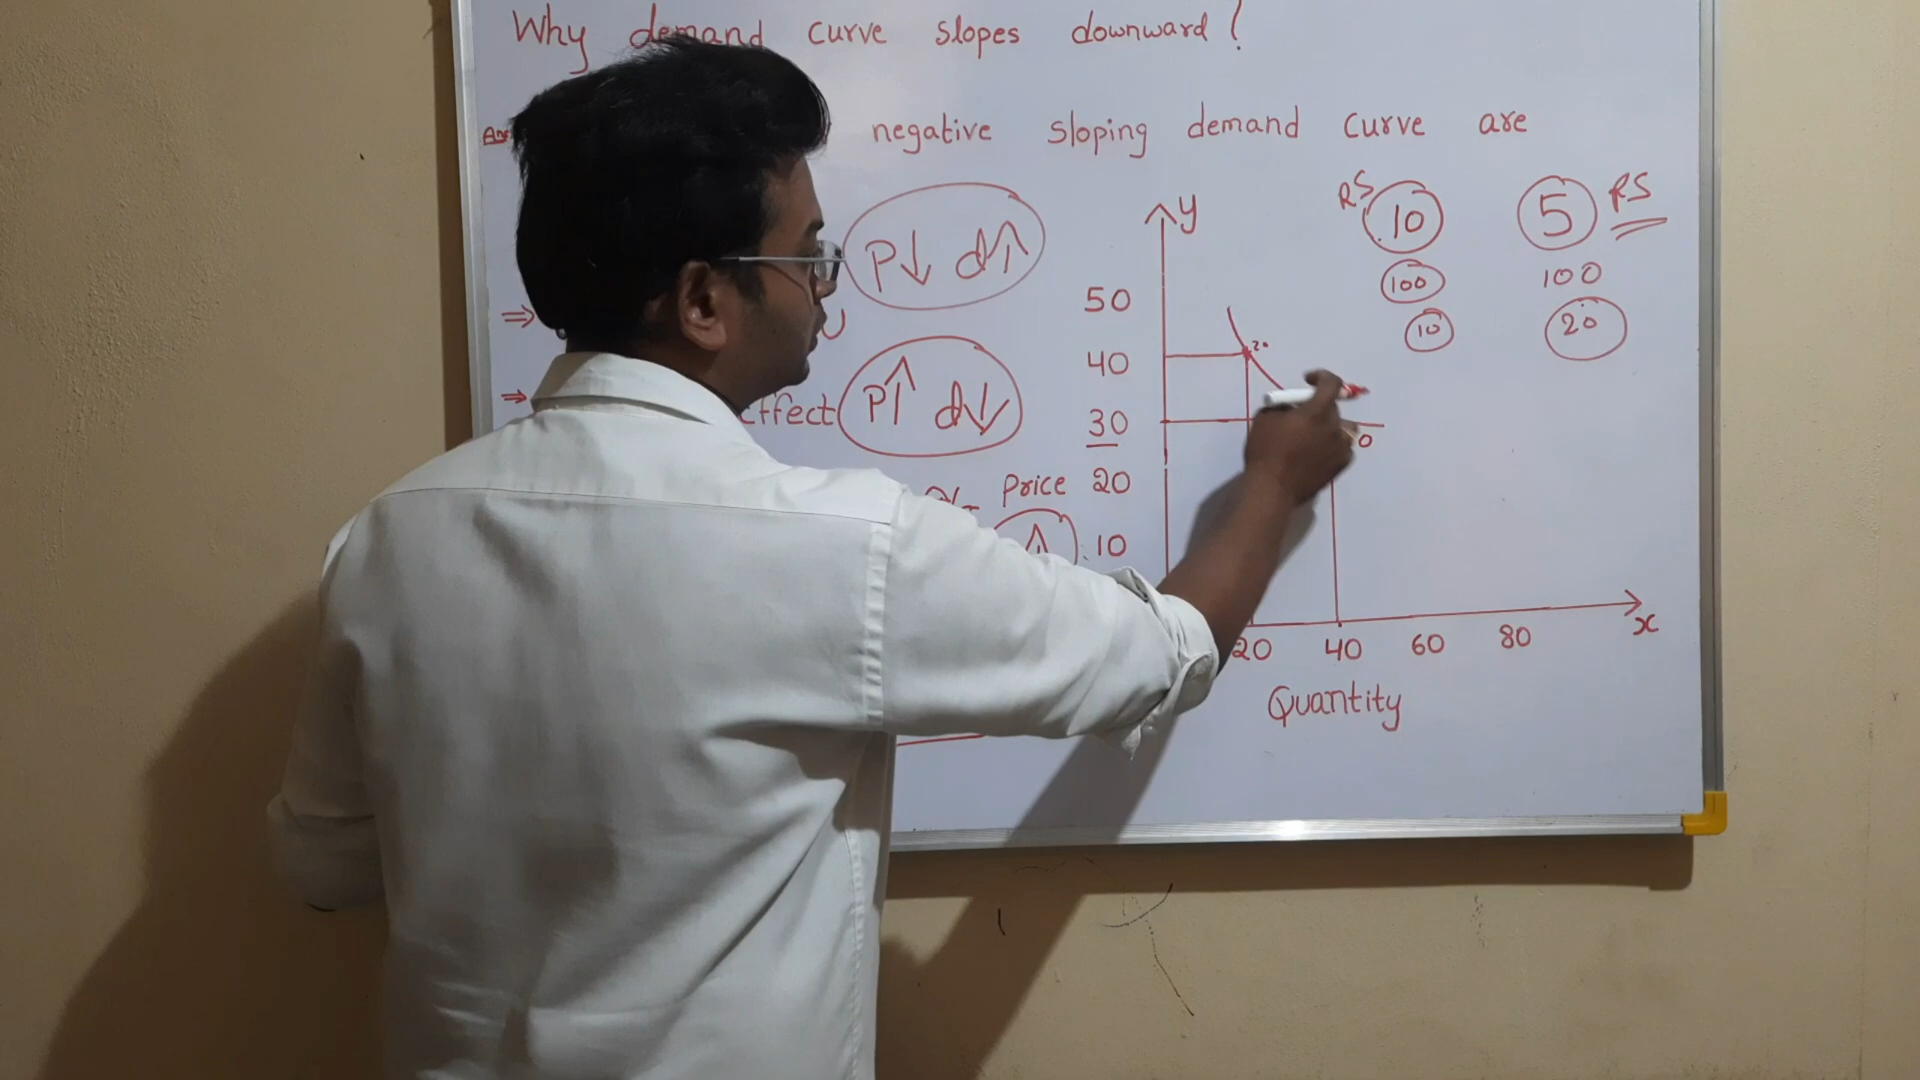 Why demand curve slopes downward?
Ans negative sloping demand curve are
P↓ d↑
⇒
⇒ Effect P↑ d↓
Price
y
50
40
30
20
10
20
20 40 60 80 x
Quantity
RS 10 5 RS
100 100
10 20